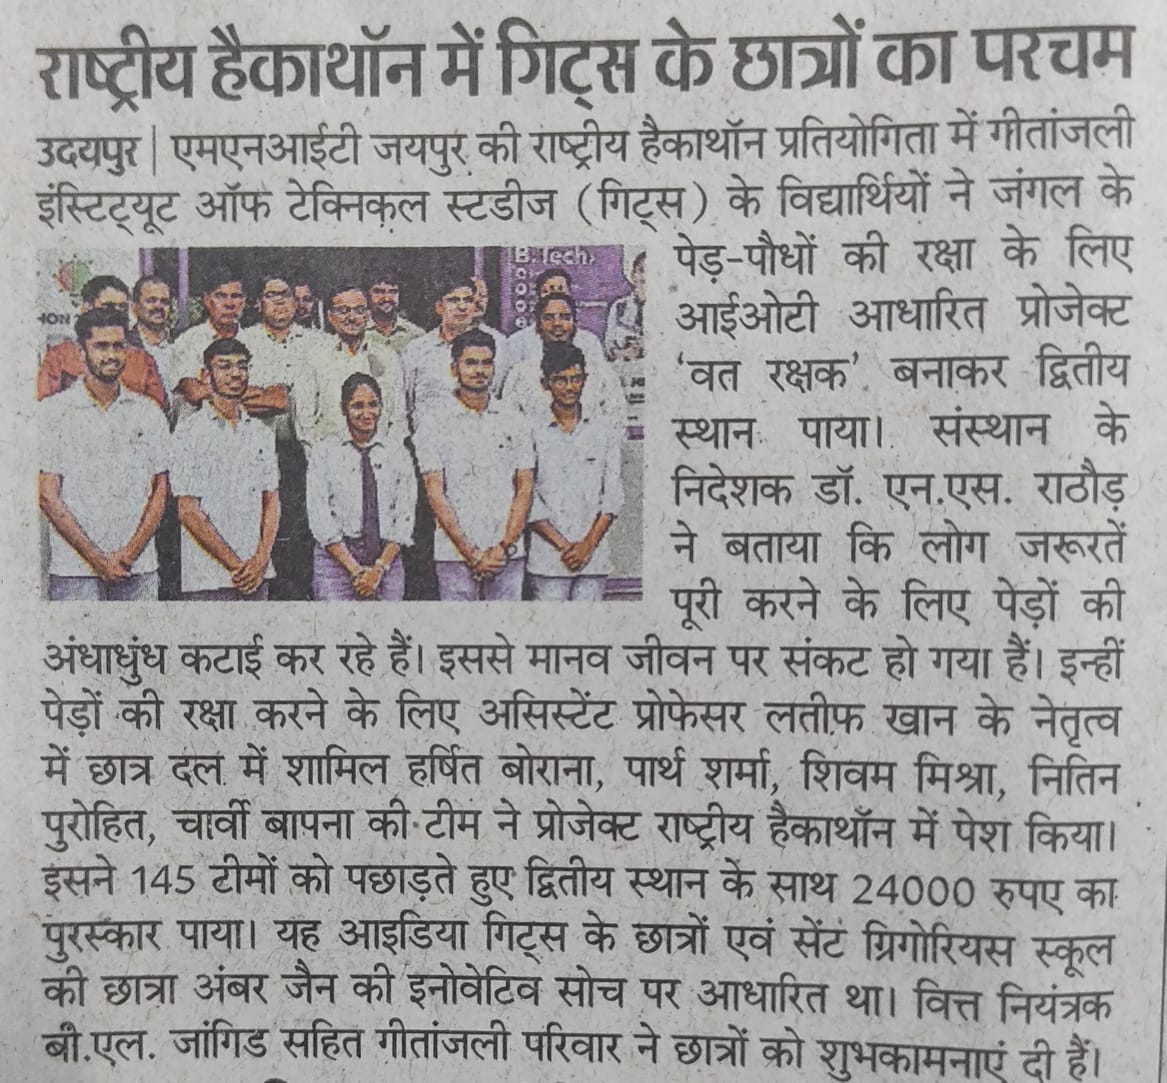 राष्ट्रीय हैकाथॉन में गिट्स के छात्रों का परचम
उदयपुर | एमएनआईटी जयपुर की राष्ट्रीय हैकाथॉन प्रतियोगिता में गीतांजली
इंस्टिट्यूट ऑफ टेक्निकल स्टडीज (गिट्स) के विद्यार्थियों ने जंगल के
पेड़-पौधों की रक्षा के लिए
आईओटी आधारित प्रोजेक्ट
‘वत रक्षक’ बनाकर द्वितीय
स्थान पाया। संस्थान के
निदेशक डॉ. एन.एस. राठौड़
ने बताया कि लोग जरूरतें
पूरी करने के लिए पेड़ों की
अंधाधुंध कटाई कर रहे हैं। इससे मानव जीवन पर संकट हो गया हैं। इन्हीं
पेड़ों की रक्षा करने के लिए असिस्टेंट प्रोफेसर लतीफ खान के नेतृत्व
में छात्र दल में शामिल हर्षित बोराना, पार्थ शर्मा, शिवम मिश्रा, नितिन
पुरोहित, चार्वी बापना की टीम ने प्रोजेक्ट राष्ट्रीय हैकाथॉन में पेश किया।
इसने 145 टीमों को पछाड़ते हुए द्वितीय स्थान के साथ 24000 रुपए का
पुरस्कार पाया। यह आइडिया गिट्स के छात्रों एवं सेंट ग्रिगोरियस स्कूल
की छात्रा अंबर जैन की इनोवेटिव सोच पर आधारित था। वित्त नियंत्रक
बी.एल. जांगिड सहित गीतांजली परिवार ने छात्रों को शुभकामनाएं दी हैं।
B.Tech
ION